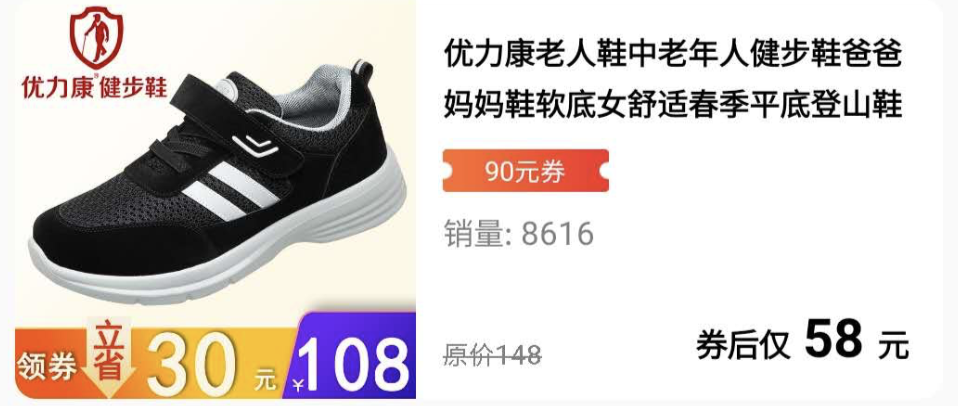 优力康®健步鞋
领券
立省
30元
¥108
优力康老人鞋中老年人健步鞋爸爸
妈妈鞋软底女舒适春季平底登山鞋
90元券
销量: 8616
原价148
券后仅 58 元